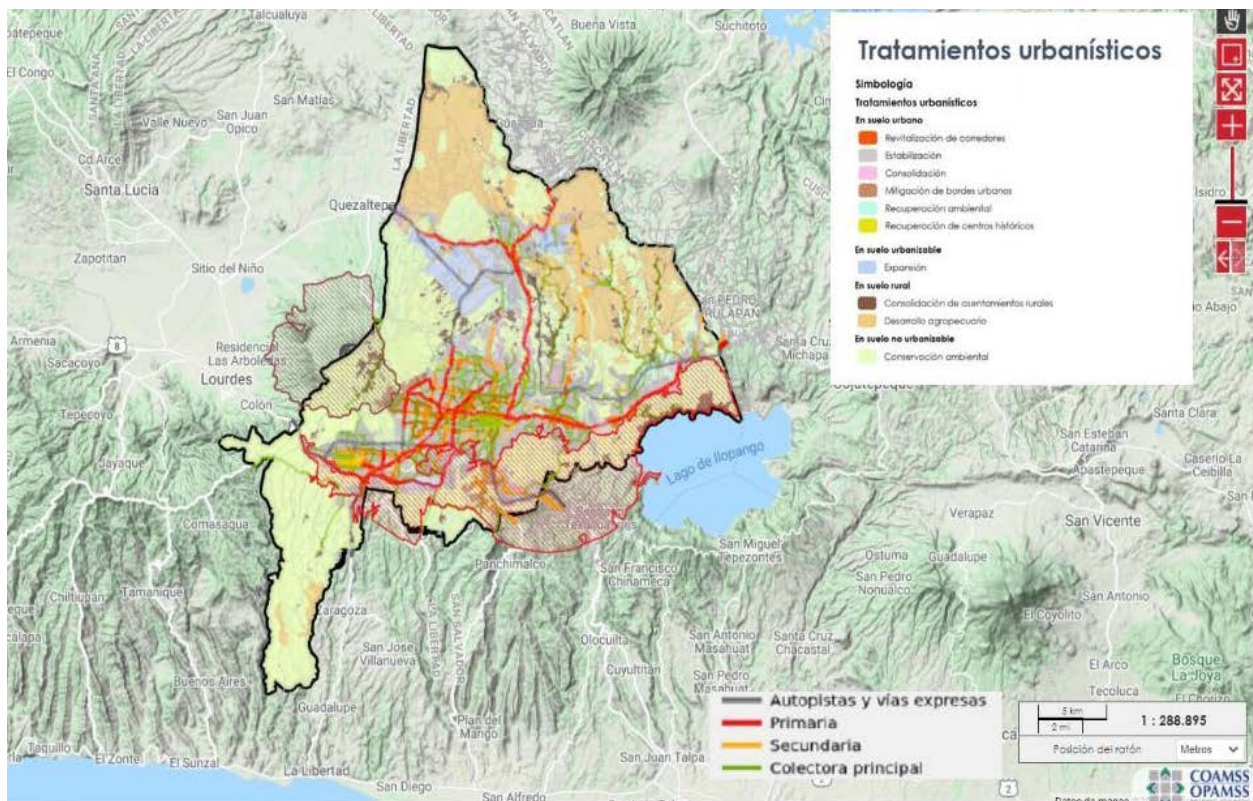 Tratamientos urbanísticos
Simbología
Tratamientos urbanísticos
En suelo urbano
Revitalización de corredores
Estabilización
Consolidación
Mitigación de bordes urbanos
Recuperación ambiental
Recuperación de centros históricos
En suelo urbanizable
Expansión
En suelo rural
Consolidación de asentamientos rurales
Desarrollo agropecuario
En suelo no urbanizable
Conservación ambiental
Talcualuya
Buena Vista
Suchitoto
El Congo
San Matías
San Juan
Opico
Valle Nuevo
LA LIBERTAD
Cd Arce
Santa Lucia
Quezaltepe
Isidro
Zapotitan
Sitio del Niño
Armenia
8
Residencial
Las Arboledas
Sacacoyo
Lourdes
Colón
Tepecoyo
Santa Cruz
Michapa
Santa Clara
Lago de Ilopango
San Esteban
Catarina
Caserio La
Ceibilla
Apastepeque
Jayaque
Comasagua
Verapaz
San Vicente
San Miguel
Tepezontes
Panchimalco
San Francisco
Chinameca
Ostuma
Guadalupe
San Pedro
Nonualco
San Antonio
Chiltiupan
Tamanique
Zaragoza
LA LIBERTAD
SAN SALVADOR
El Coyolito
San Jose
Villanueva
Olocuilta
San Antonio
Masahuat
Santa Cruz
Chacastal
Cuyultitán
San Pedro
Masahuat
El Arco
Bosque
La Joya
Buenos Aires
Guadalupe
Tecoluca
El Chorizo
Plan del
San Juan Talpa
El Zonte
El Sunzal
La Libertad
San Diego
San Alfredo
2
2
Autopistas y vías expresas
Primaria
Secundaria
Colectora principal
5 km
2 mi
1 : 288.895
Posición del ratón:
Metros
COAMSS
OPAMSS